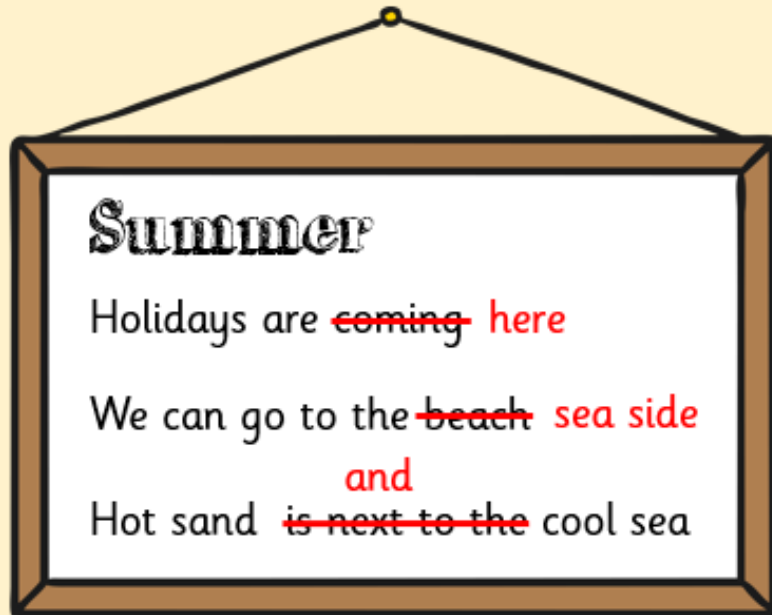 Summer
Holidays are coming here
We can go to the beach sea side
and
Hot sand is next to the cool sea